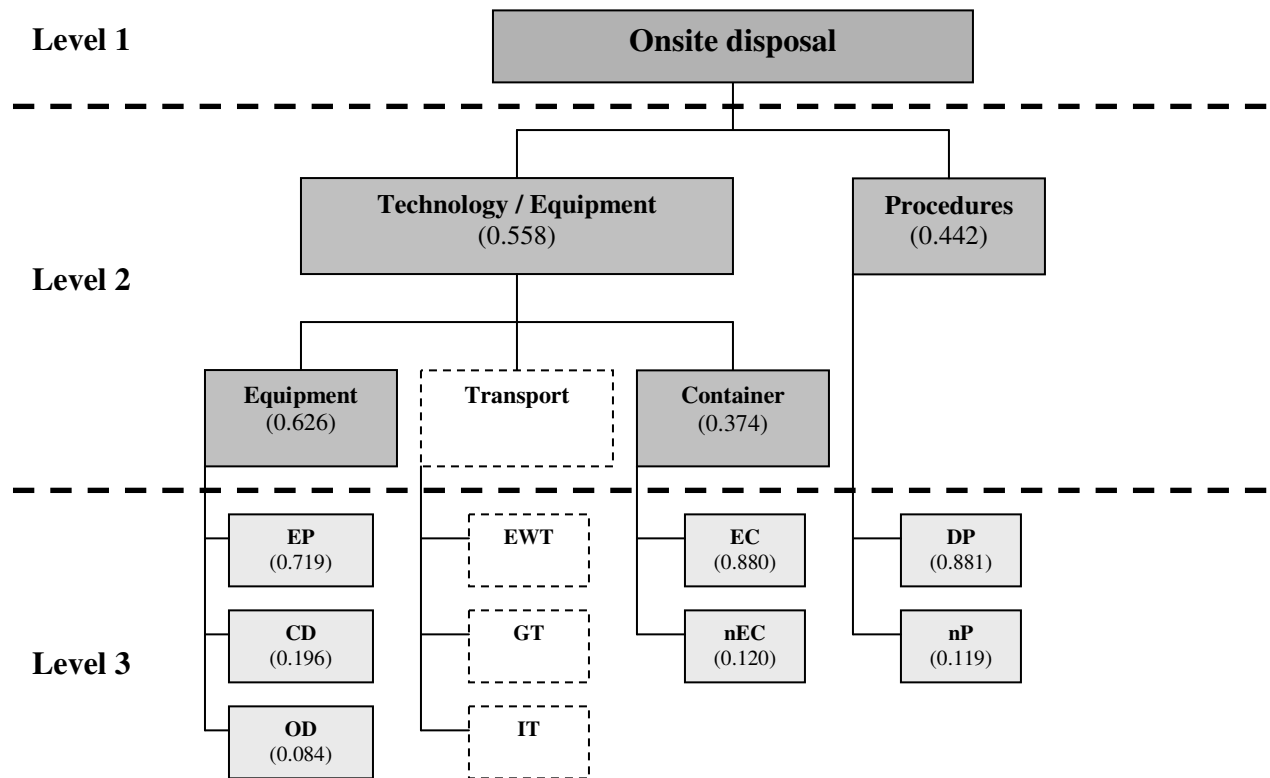 Level 1
Onsite disposal
Level 2
Technology / Equipment
(0.558)
Procedures
(0.442)
Equipment
(0.626)
Transport
Container
(0.374)
Level 3
EP
(0.719)
EWT
EC
(0.880)
DP
(0.881)
CD
(0.196)
GT
nEC
(0.120)
nP
(0.119)
OD
(0.084)
IT